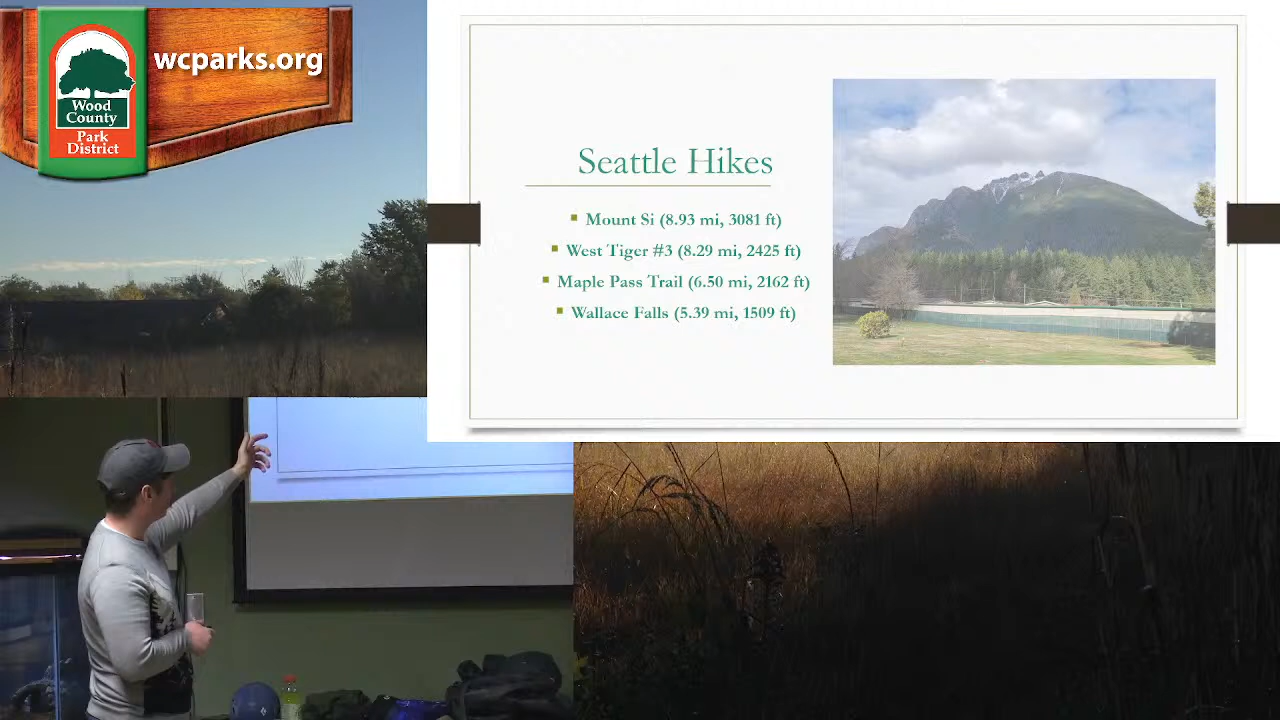 wcparks.org
Wood
County
Park
District
Seattle Hikes
Mount Si (8.93 mi, 3081 ft)
West Tiger #3 (8.29 mi, 2425 ft)
Maple Pass Trail (6.50 mi, 2162 ft)
Wallace Falls (5.39 mi, 1509 ft)